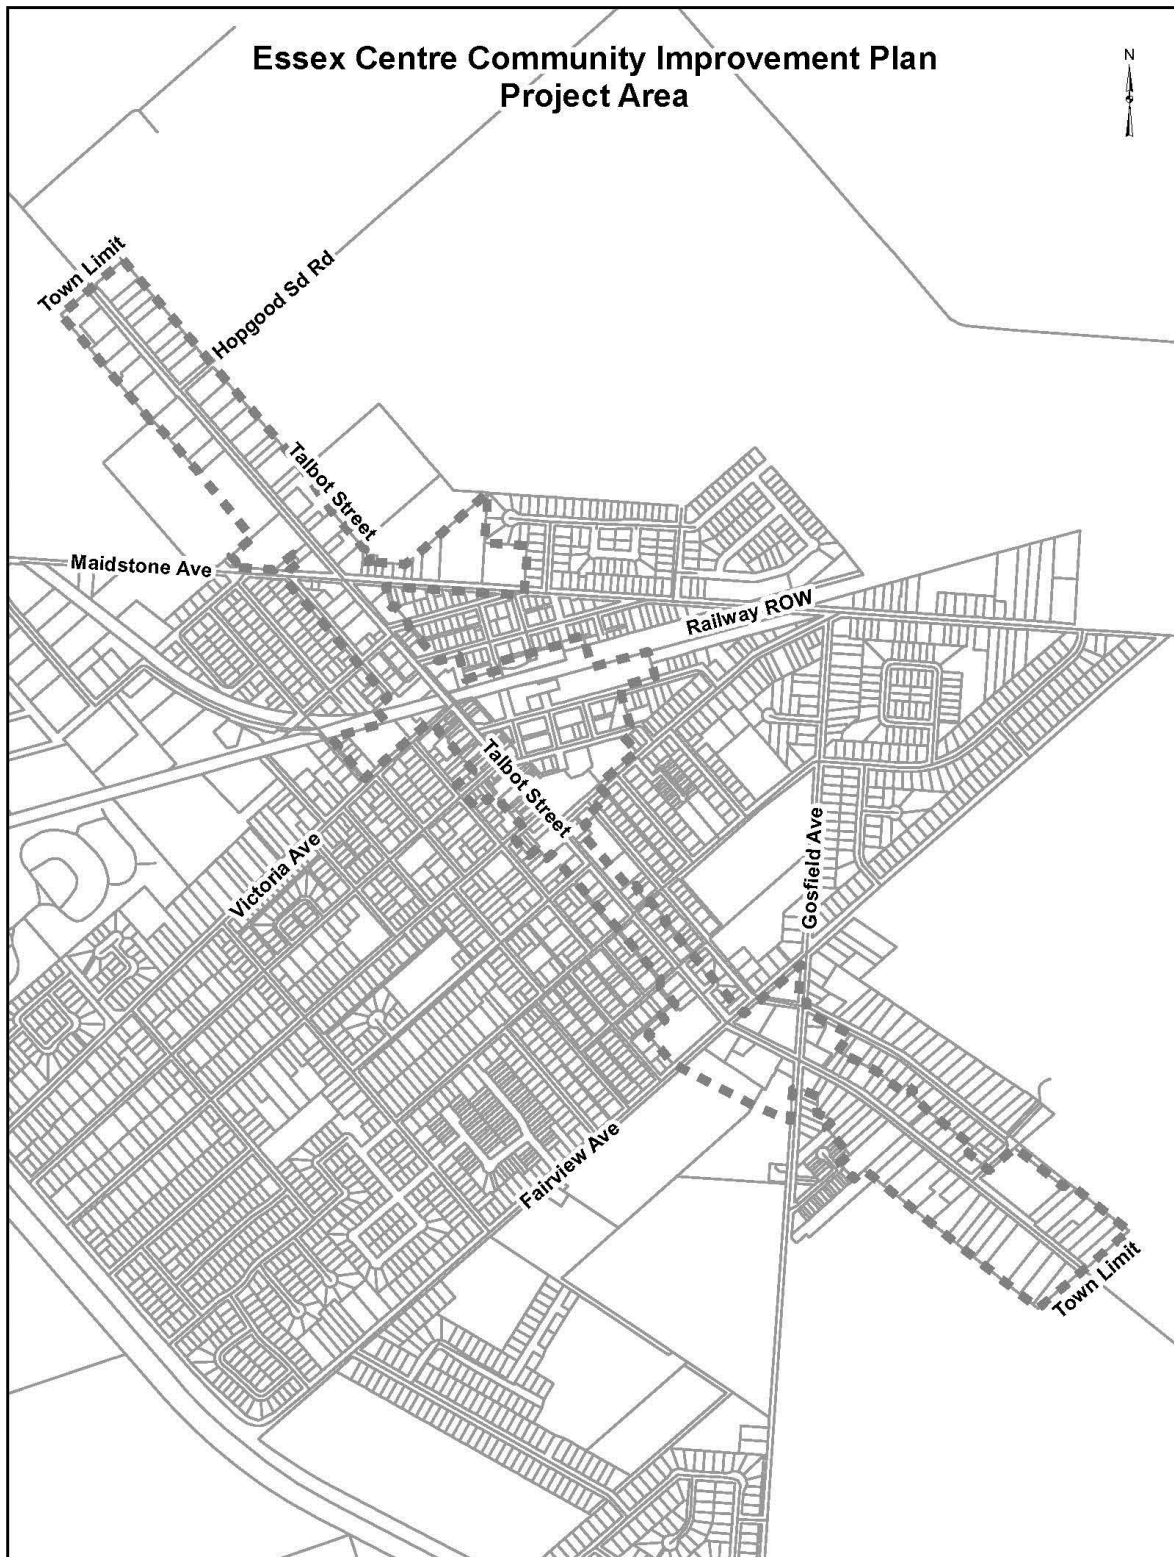 Essex Centre Community Improvement Plan
Project Area
N
Town Limit
Hopgood Sd Rd
Talbot Street
Maidstone Ave
Railway ROW
Talbot Street
Victoria Ave
Gosfield Ave
Fairview Ave
Town Limit